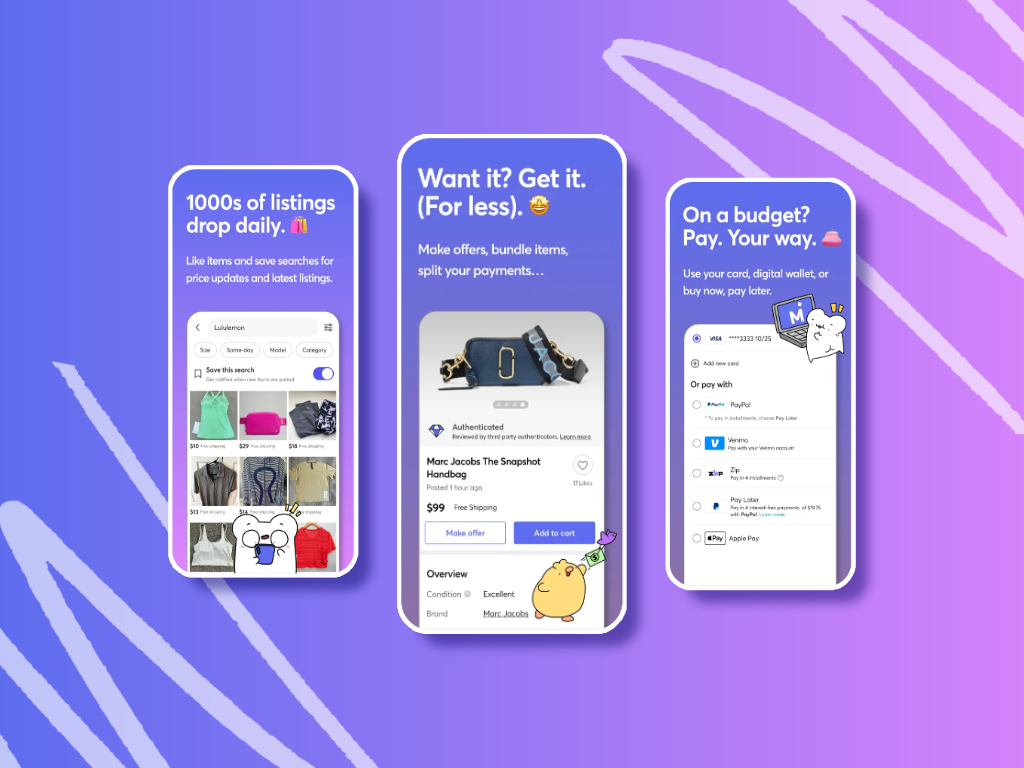 1000s of listings
drop daily. 🛍️
Like items and save searches for
price updates and latest listings.
Lululemon
Size
Same-day
Model
Category
Save this search
Get notified when new items are posted
$10 Free shipping
$29 Free shipping
$18 Free shipping
$13 Free shipping
$14 Free shipping
Want it? Get it.
(For less). 🤩
Make offers, bundle items,
split your payments...
Authenticated
Reviewed by third party authenticators. Learn more
Marc Jacobs The Snapshot
Handbag
Posted 1 hour ago
17 Likes
$99 Free Shipping
Make offer
Add to cart
Overview
Condition Excellent
Brand Marc Jacobs
On a budget?
Pay. Your way. 👛
Use your card, digital wallet, or
buy now, pay later.
M
VISA ****3333 10/25
Add new card
Or pay with
PayPal PayPal
* To pay in installments, choose Pay Later
V Venmo
Pay with your Venmo account
Zip Zip
Pay in 4 installments
Pay Later
Pay in 4 interest-free payments, of $19.25
with PayPal. Learn more
Pay Apple Pay